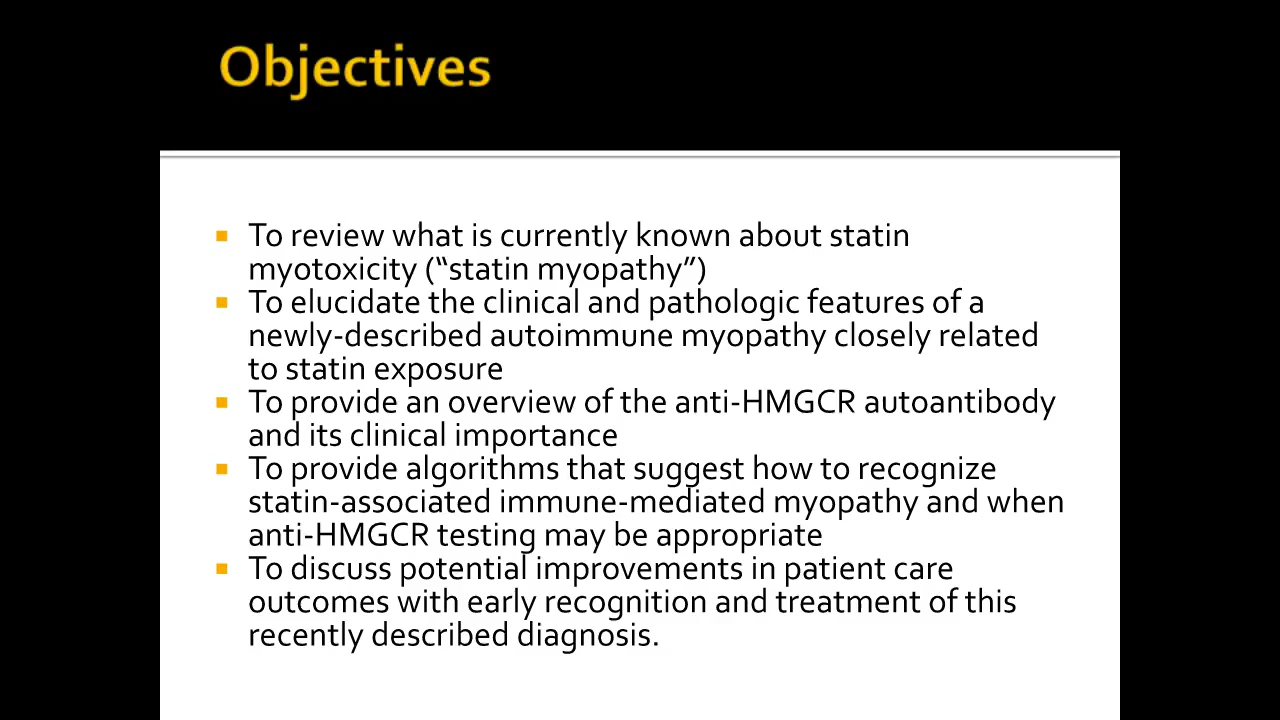 Objectives
To review what is currently known about statin
myotoxicity (“statin myopathy”)
To elucidate the clinical and pathologic features of a
newly-described autoimmune myopathy closely related
to statin exposure
To provide an overview of the anti-HMGCR autoantibody
and its clinical importance
To provide algorithms that suggest how to recognize
statin-associated immune-mediated myopathy and when
anti-HMGCR testing may be appropriate
To discuss potential improvements in patient care
outcomes with early recognition and treatment of this
recently described diagnosis.